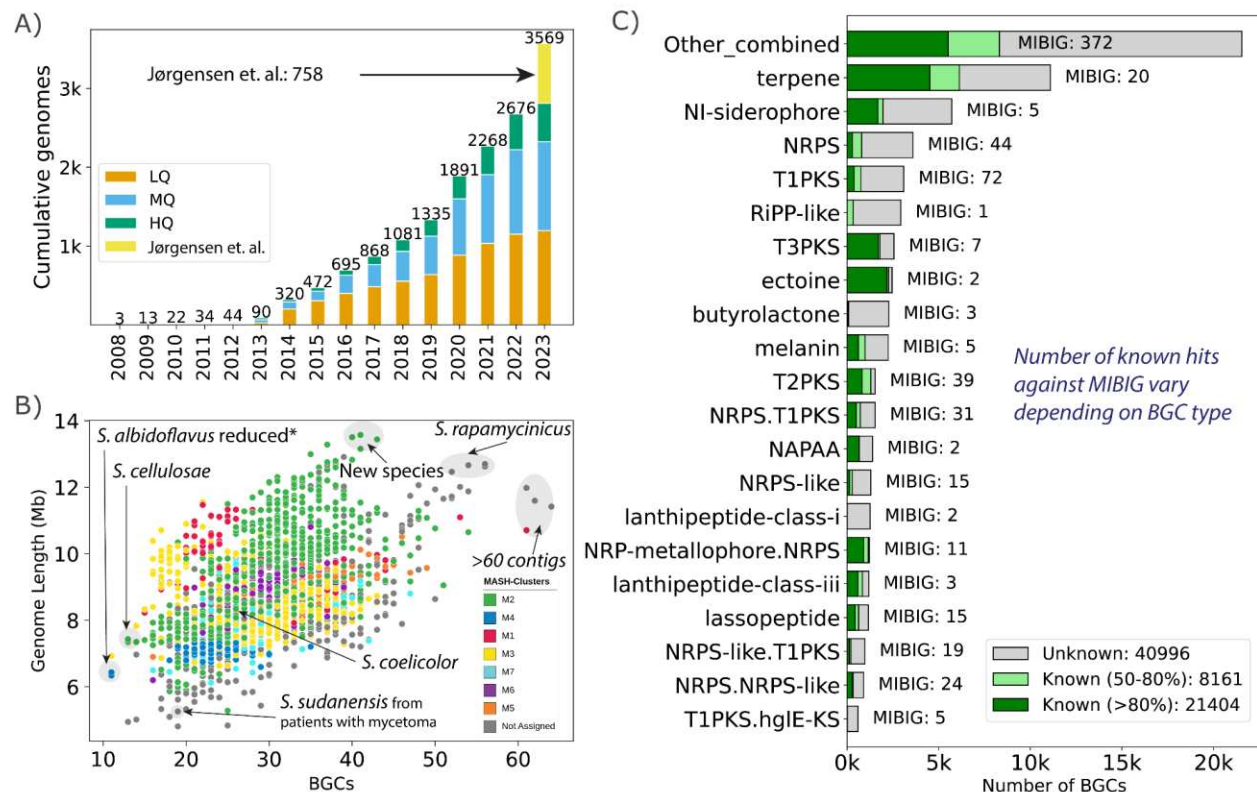 A)
3569
Jørgensen et. al.: 758
3k
2676
2268
2k
1891
LQ
MQ
HQ
Jørgensen et. al.
1335
1081
1k
868
695
472
320
90
3 13 22 34 44
Cumulative genomes
2008 2009 2010 2011 2012 2013 2014 2015 2016 2017 2018 2019 2020 2021 2022 2023
B)
14
S. albidoflavus reduced*
S. rapamycinicus
S. cellulosae
New species
12
10
>60 contigs
MASH-Clusters
M2
M4
M1
M3
M7
M6
M5
Not Assigned
8
S. coelicolor
6
S. sudanensis from
patients with mycetoma
Genome Length (Mb)
10 20 30 40 50 60
BGCs
C)
Other_combined MIBIG: 372
terpene MIBIG: 20
NI-siderophore MIBIG: 5
NRPS MIBIG: 44
T1PKS MIBIG: 72
RiPP-like MIBIG: 1
T3PKS MIBIG: 7
ectoine MIBIG: 2
butyrolactone MIBIG: 3
melanin MIBIG: 5
T2PKS MIBIG: 39
NRPS.T1PKS MIBIG: 31
NAPAA MIBIG: 2
NRPS-like MIBIG: 15
lanthipeptide-class-i MIBIG: 2
NRP-metallophore.NRPS MIBIG: 11
lanthipeptide-class-iii MIBIG: 3
lassopeptide MIBIG: 15
NRPS-like.T1PKS MIBIG: 19
NRPS.NRPS-like MIBIG: 24
T1PKS.hglE-KS MIBIG: 5
Number of known hits
against MIBIG vary
depending on BGC type
Unknown: 40996
Known (50-80%): 8161
Known (>80%): 21404
0k 5k 10k 15k 20k
Number of BGCs